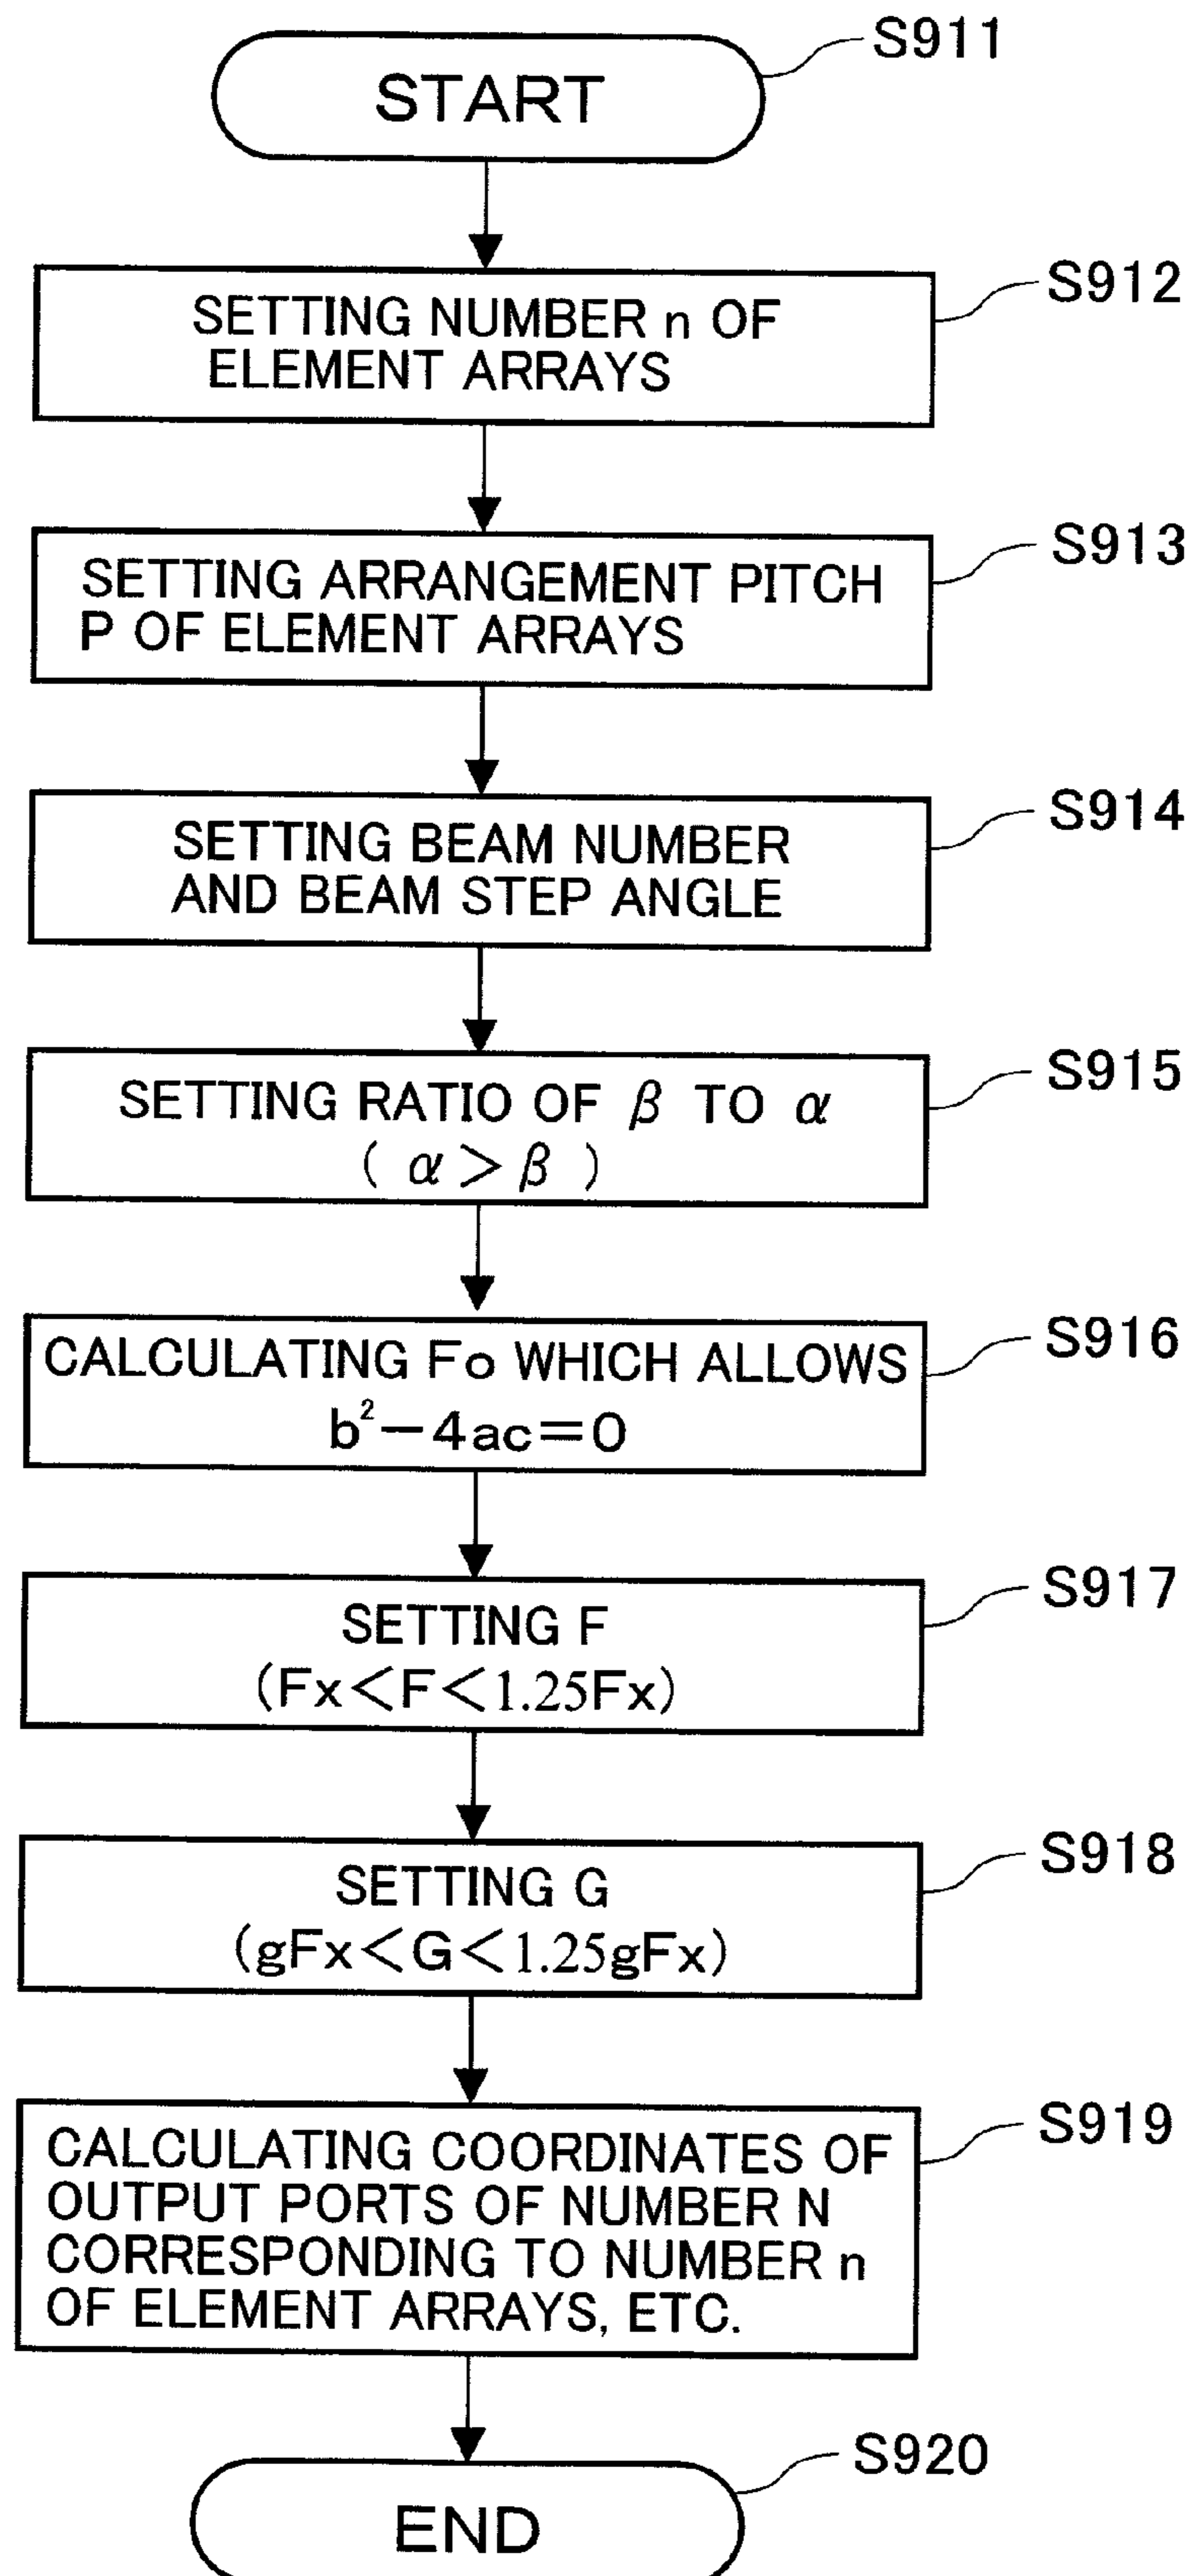 S911
START
S912
SETTING NUMBER n OF
ELEMENT ARRAYS
S913
SETTING ARRANGEMENT PITCH
P OF ELEMENT ARRAYS
S914
SETTING BEAM NUMBER
AND BEAM STEP ANGLE
S915
SETTING RATIO OF β TO α
( α > β )
S916
CALCULATING Fo WHICH ALLOWS
b²−4ac=0
S917
SETTING F
(Fx<F<1.25Fx)
S918
SETTING G
(gFx<G<1.25gFx)
S919
CALCULATING COORDINATES OF
OUTPUT PORTS OF NUMBER N
CORRESPONDING TO NUMBER n
OF ELEMENT ARRAYS, ETC.
S920
END